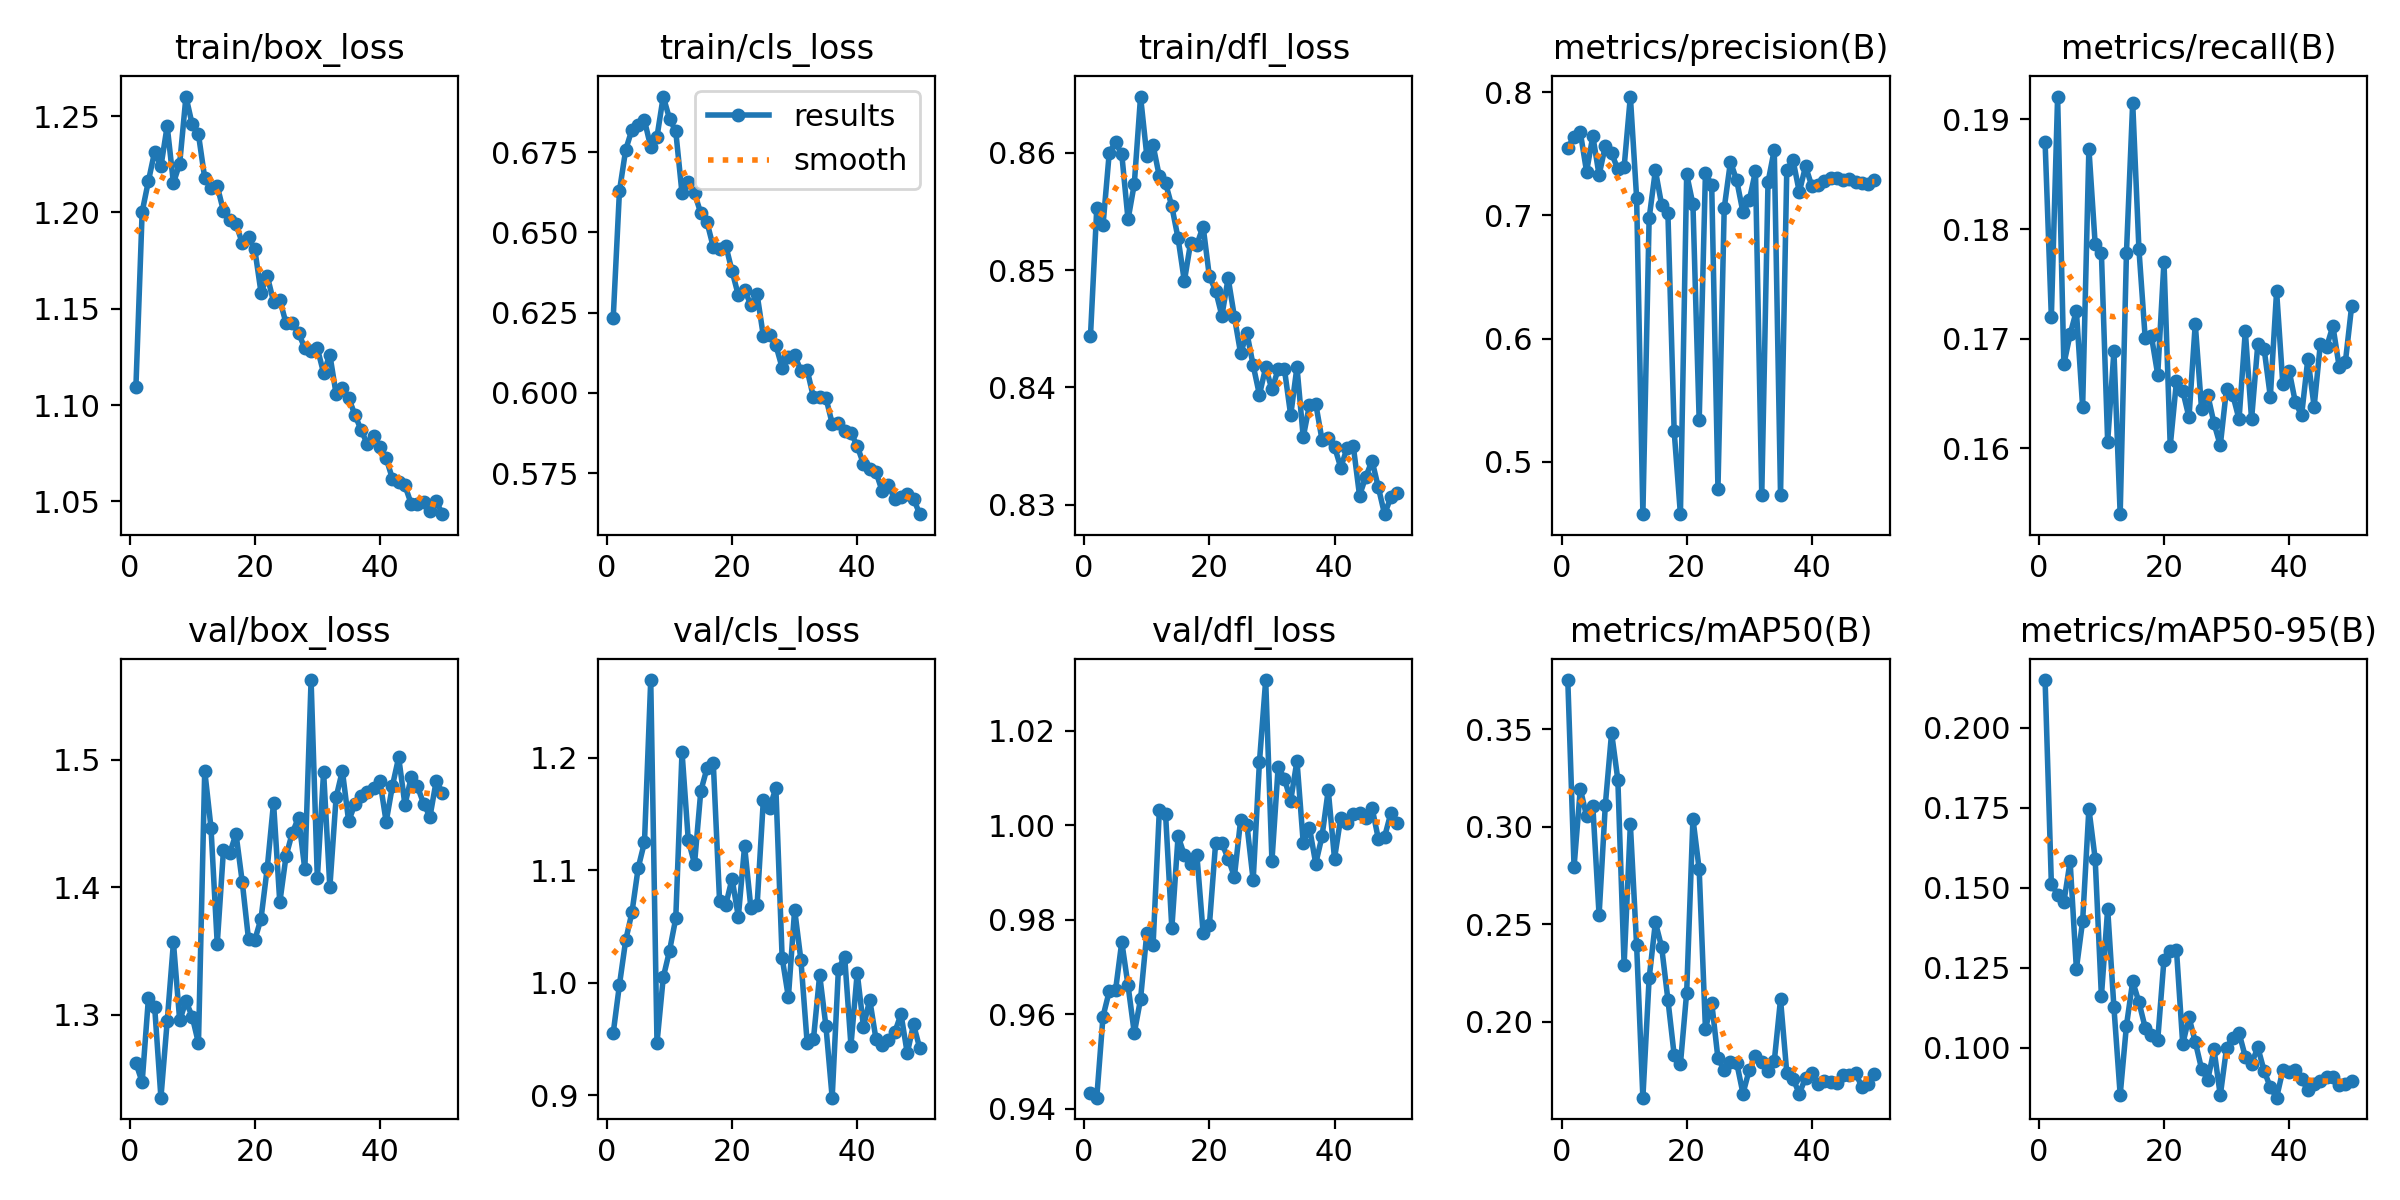 train/box_loss
1.25
1.20
1.15
1.10
1.05
0 20 40
train/cls_loss
results
smooth
0.675
0.650
0.625
0.600
0.575
0 20 40
train/dfl_loss
0.86
0.85
0.84
0.83
0 20 40
metrics/precision(B)
0.8
0.7
0.6
0.5
0 20 40
metrics/recall(B)
0.19
0.18
0.17
0.16
0 20 40
val/box_loss
1.5
1.4
1.3
0 20 40
val/cls_loss
1.2
1.1
1.0
0.9
0 20 40
val/dfl_loss
1.02
1.00
0.98
0.96
0.94
0 20 40
metrics/mAP50(B)
0.35
0.30
0.25
0.20
0 20 40
metrics/mAP50-95(B)
0.200
0.175
0.150
0.125
0.100
0 20 40